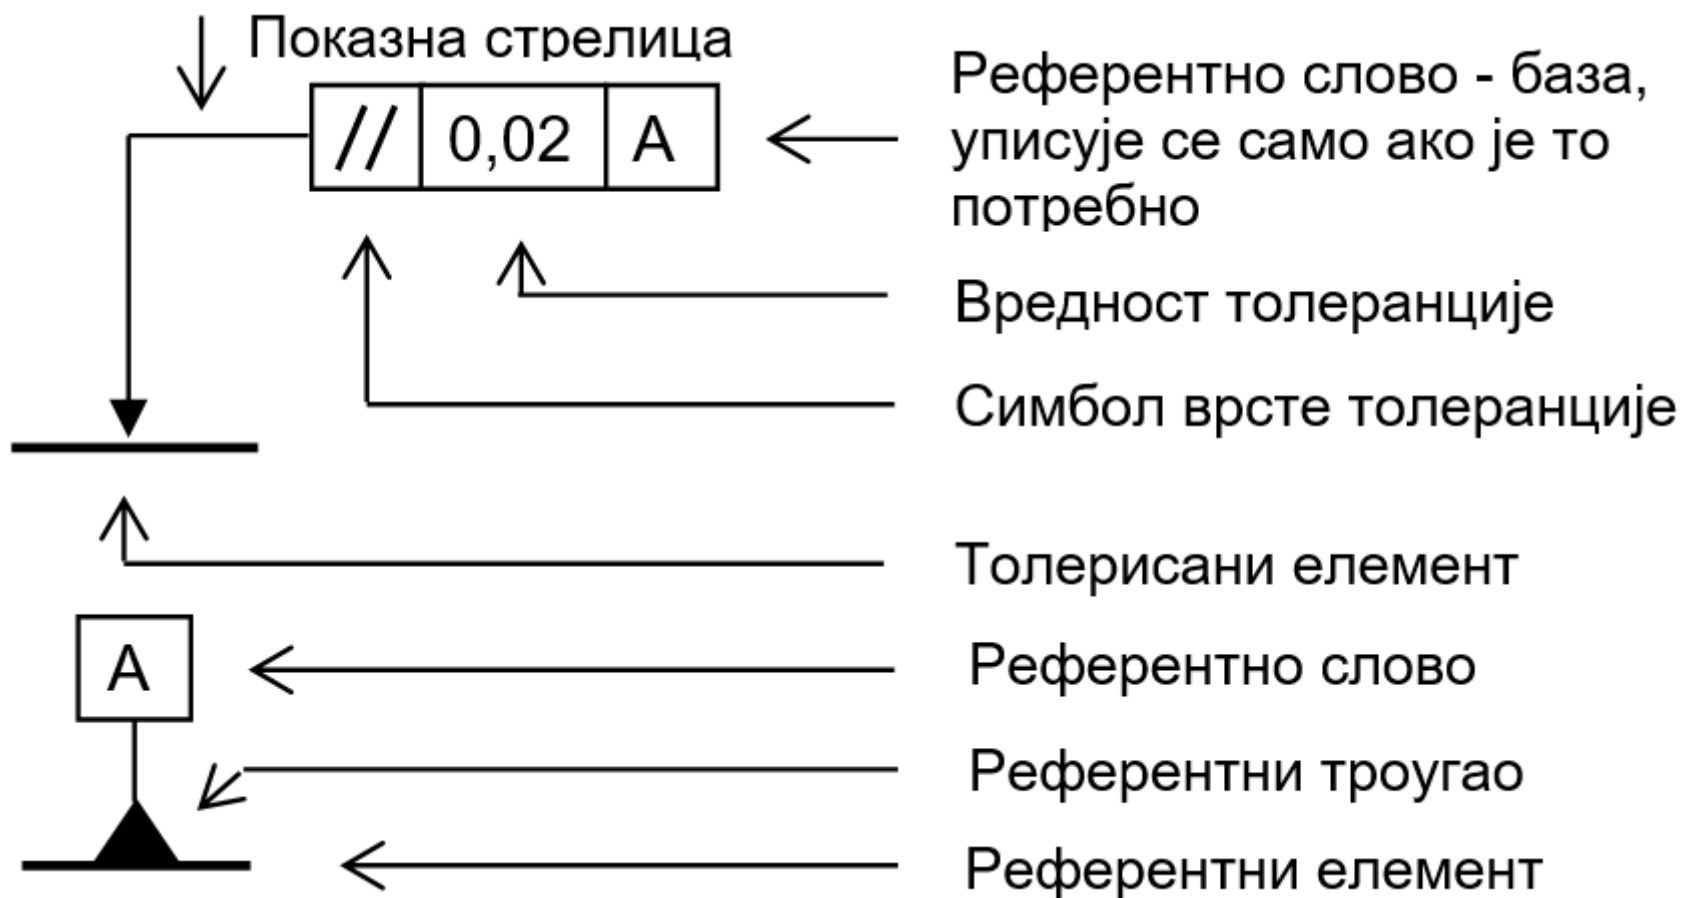 Показна стрелица
// 0,02 А
Референтно слово - база,
уписује се само ако је то
потребно
Вредност толеранције
Симбол врсте толеранције
Толерисани елемент
А
Референтно слово
Референтни троугао
Референтни елемент